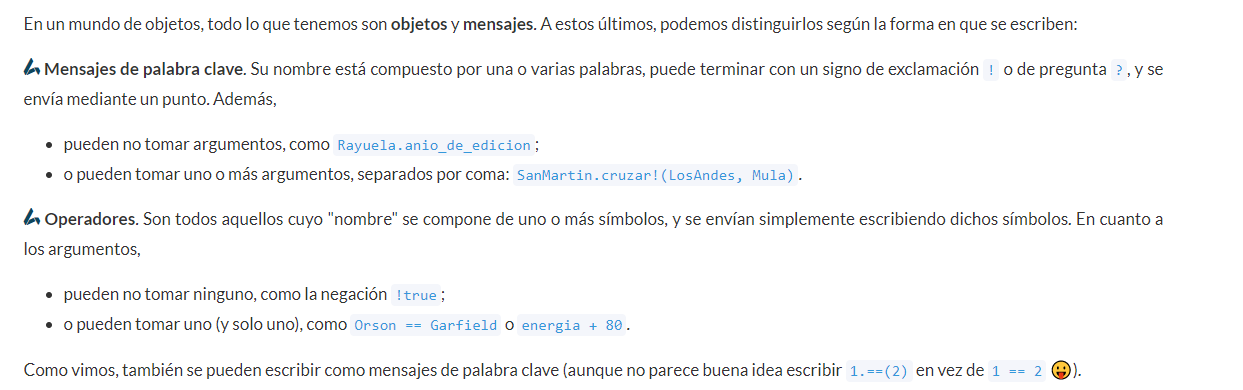 En un mundo de objetos, todo lo que tenemos son objetos y mensajes. A estos últimos, podemos distinguirlos según la forma en que se escriben:
Mensajes de palabra clave. Su nombre está compuesto por una o varias palabras, puede terminar con un signo de exclamación ! o de pregunta ?, y se
envía mediante un punto. Además,
• pueden no tomar argumentos, como Rayuela.anio_de_edicion;
• o pueden tomar uno o más argumentos, separados por coma: SanMartin.cruzar!(LosAndes, Mula).
Operadores. Son todos aquellos cuyo "nombre" se compone de uno o más símbolos, y se envían simplemente escribiendo dichos símbolos. En cuanto a
los argumentos,
• pueden no tomar ninguno, como la negación !true;
• o pueden tomar uno (y solo uno), como Orson == Garfield o energia + 80.
Como vimos, también se pueden escribir como mensajes de palabra clave (aunque no parece buena idea escribir 1.==(2) en vez de 1 == 2 😛).